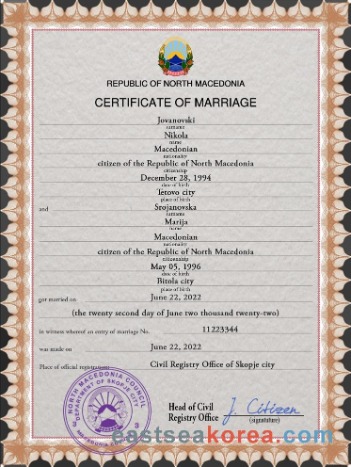 REPUBLIC OF NORTH MACEDONIA
CERTIFICATE OF MARRIAGE
Jovanovski
surname
Nikola
name
Macedonian
nationality
citizen of the Republic of North Macedonia
citizenship
December 28, 1994
date of birth
Tetovo city
place of birth
and Stojanovska
surname
Marija
name
Macedonian
nationality
citizen of the Republic of North Macedonia
citizenship
May 05, 1996
date of birth
Bitola city
place of birth
got married on June 22, 2022
(the twenty second day of June two thousand twenty-two)
in witness whereof an entry of marriage No. 11223344
was made on June 22, 2022
Place of official registration: Civil Registry Office of Skopje city
NORTH MACEDONIA COUNCIL
DEPARTMENT OF SKOPJE CITY
Head of Civil
Registry Office J. Citizen
(signature)
eastseakorea.com